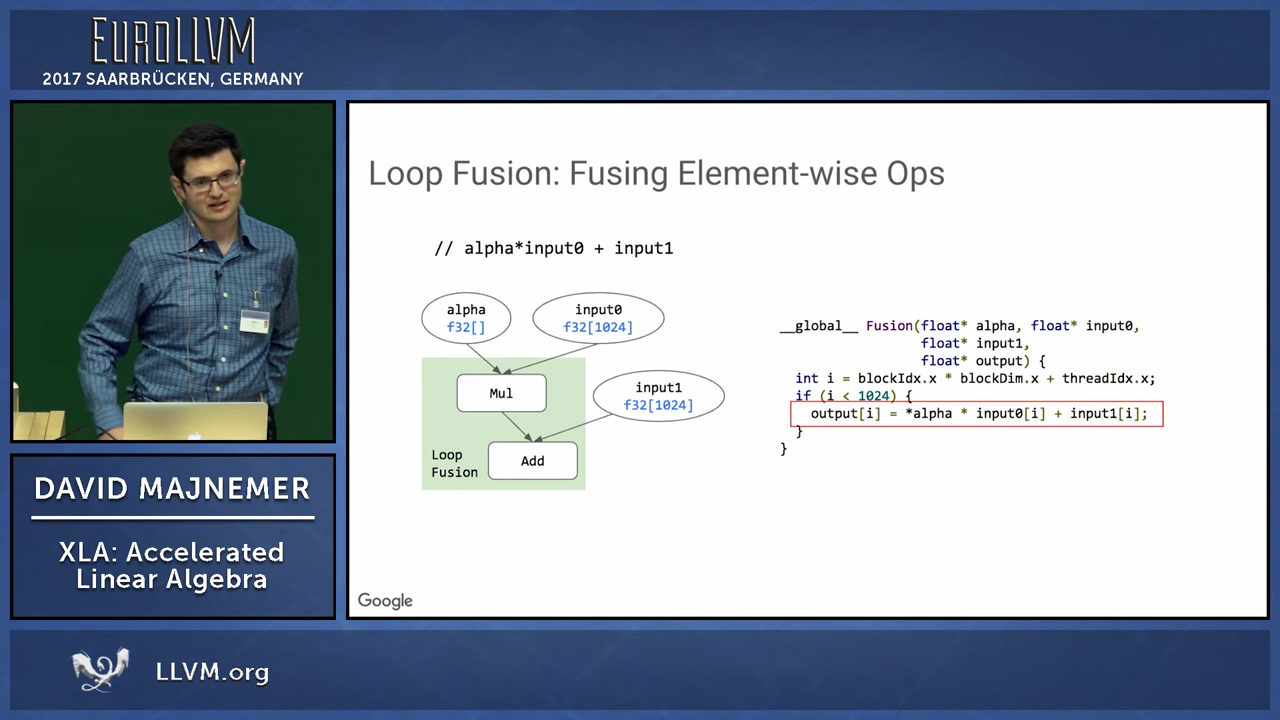 EUROLLVM
2017 SAARBRÜCKEN, GERMANY
Loop Fusion: Fusing Element-wise Ops
// alpha*input0 + input1
alpha
f32[]
input0
f32[1024]
Mul
input1
f32[1024]
Loop
Fusion
Add
__global__ Fusion(float* alpha, float* input0,
float* input1,
float* output) {
int i = blockIdx.x * blockDim.x + threadIdx.x;
if (i < 1024) {
output[i] = *alpha * input0[i] + input1[i];
}
}
Google
DAVID MAJNEMER
XLA: Accelerated
Linear Algebra
LLVM.org